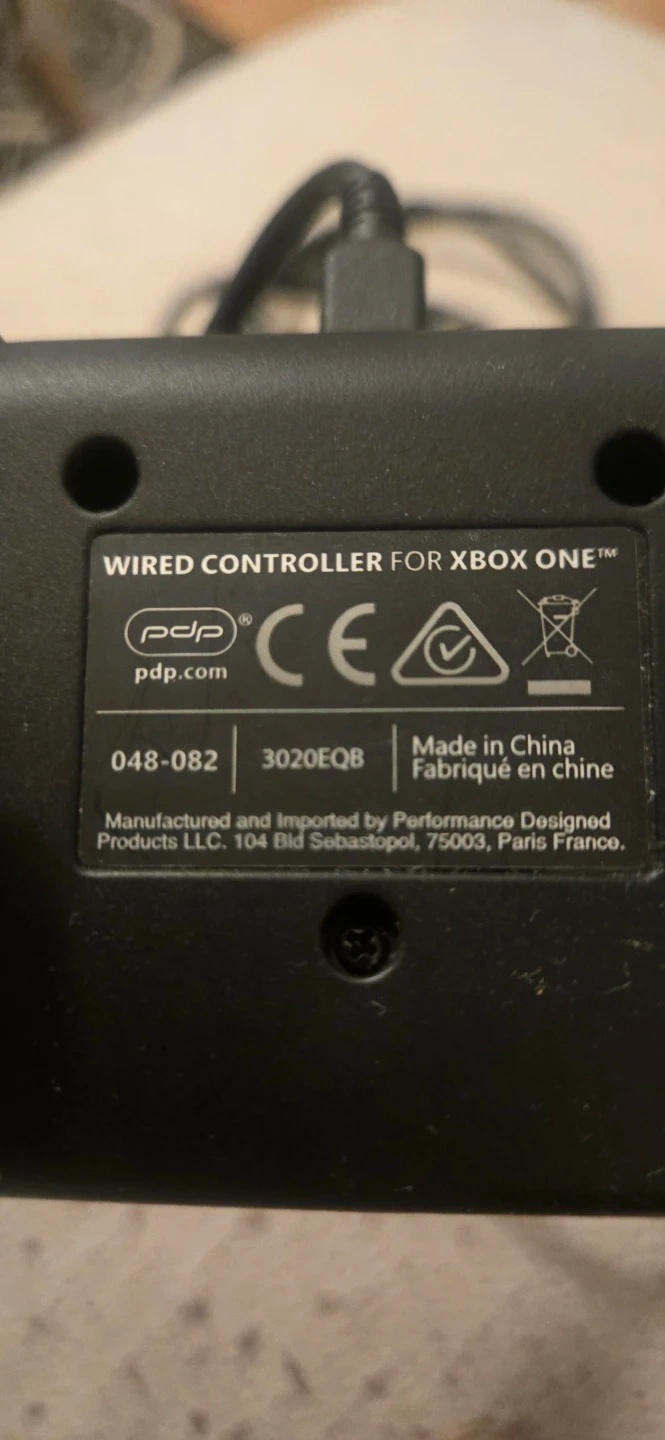 WIRED CONTROLLER FOR XBOX ONE™
pdp®
pdp.com
CE
048-082
3020EQB
Made in China
Fabriqué en chine
Manufactured and Imported by Performance Designed
Products LLC. 104 Bld Sebastopol, 75003, Paris France.